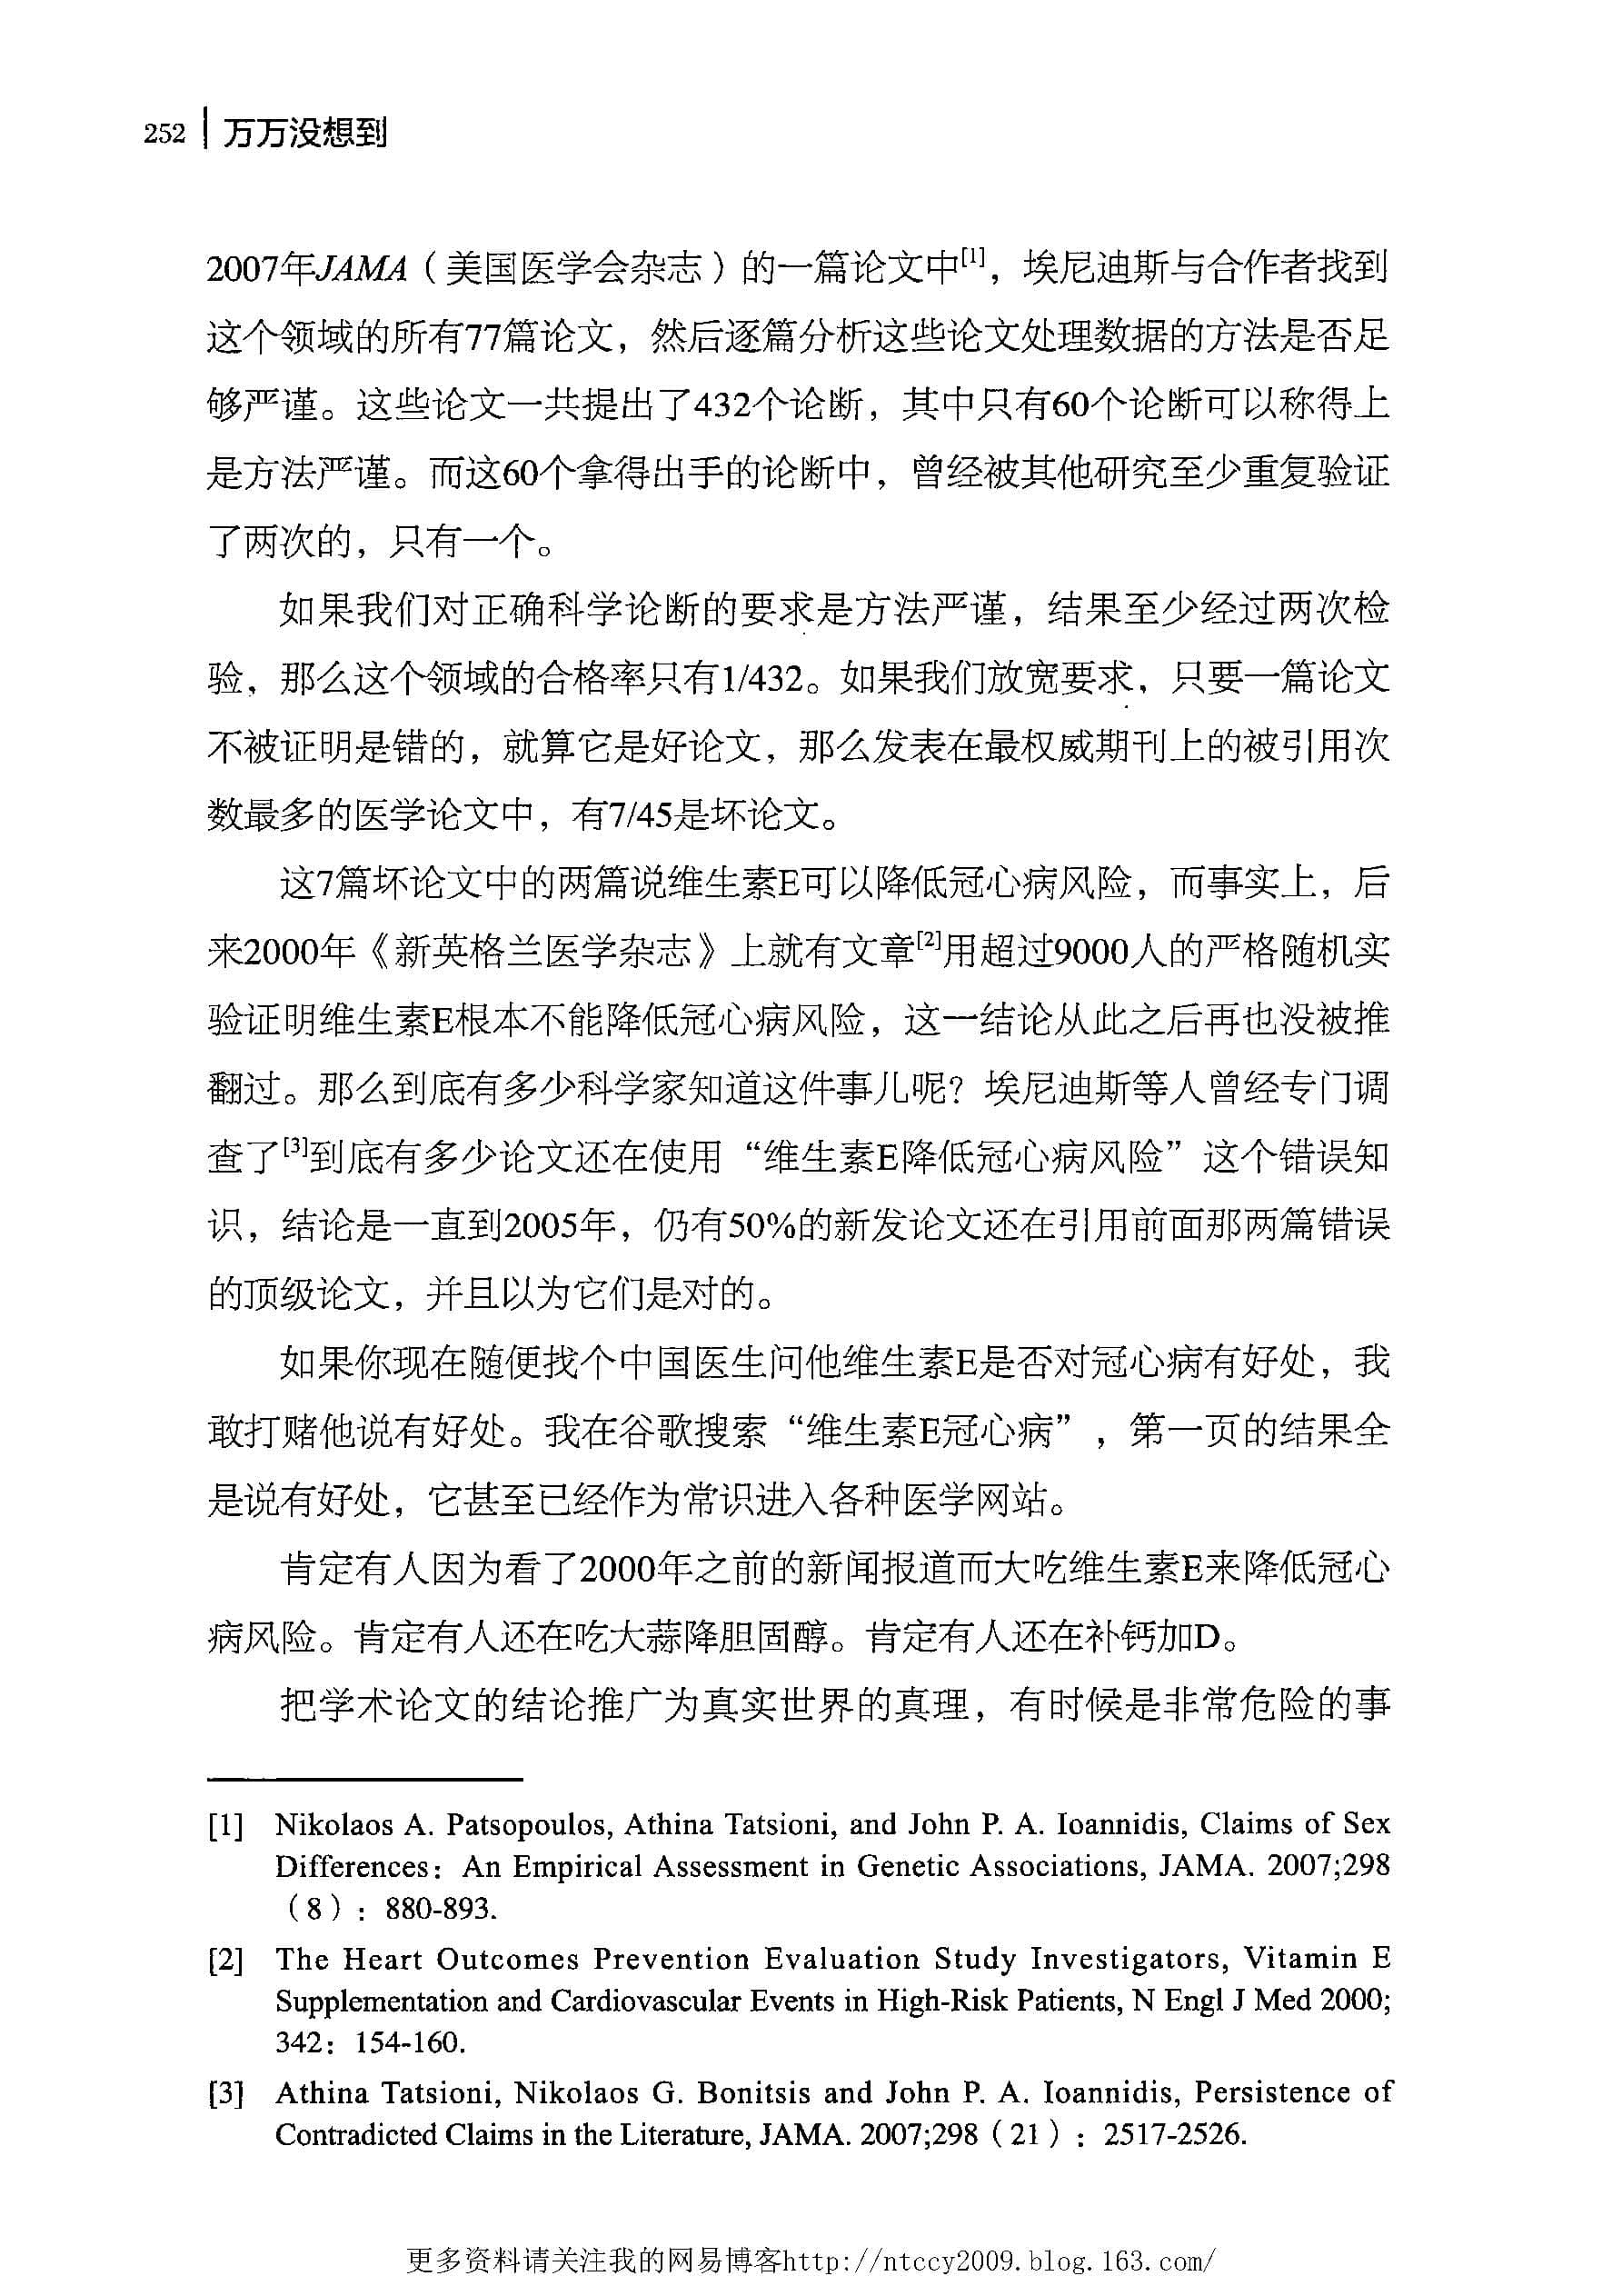 252 万万没想到
2007年JAMA（美国医学会杂志）的一篇论文中[1]，埃尼迪斯与合作者找到
这个领域的所有77篇论文，然后逐篇分析这些论文处理数据的方法是否足
够严谨。这些论文一共提出了432个论断，其中只有60个论断可以称得上
是方法严谨。而这60个拿得出手的论断中，曾经被其他研究至少重复验证
了两次的，只有一个。
如果我们对正确科学论断的要求是方法严谨，结果至少经过两次检
验，那么这个领域的合格率只有1/432。如果我们放宽要求，只要一篇论文
不被证明是错的，就算它是好论文，那么发表在最权威期刊上的被引用次
数最多的医学论文中，有7/45是坏论文。
这7篇坏论文中的两篇说维生素E可以降低冠心病风险，而事实上，后
来2000年《新英格兰医学杂志》上就有文章[2]用超过9000人的严格随机实
验证明维生素E根本不能降低冠心病风险，这一结论从此之后再也没被推
翻过。那么到底有多少科学家知道这件事儿呢？埃尼迪斯等人曾经专门调
查了[3]到底有多少论文还在使用“维生素E降低冠心病风险”这个错误知
识，结论是一直到2005年，仍有50%的新发论文还在引用前面那两篇错误
的顶级论文，并且以为它们是对的。
如果你现在随便找个中国医生问他维生素E是否对冠心病有好处，我
敢打赌他说有好处。我在谷歌搜索“维生素E冠心病”，第一页的结果全
是说有好处，它甚至已经作为常识进入各种医学网站。
肯定有人因为看了2000年之前的新闻报道而大吃维生素E来降低冠心
病风险。肯定有人还在吃大蒜降胆固醇。肯定有人还在补钙加D。
把学术论文的结论推广为真实世界的真理，有时候是非常危险的事
[1] Nikolaos A. Patsopoulos, Athina Tatsioni, and John P. A. Ioannidis, Claims of Sex
Differences：An Empirical Assessment in Genetic Associations, JAMA. 2007;298
（8）：880-893.
[2] The Heart Outcomes Prevention Evaluation Study Investigators, Vitamin E
Supplementation and Cardiovascular Events in High-Risk Patients, N Engl J Med 2000;
342：154-160.
[3] Athina Tatsioni, Nikolaos G. Bonitsis and John P. A. Ioannidis, Persistence of
Contradicted Claims in the Literature, JAMA. 2007;298（21）：2517-2526.
更多资料请关注我的网易博客http://ntccy2009.blog.163.com/